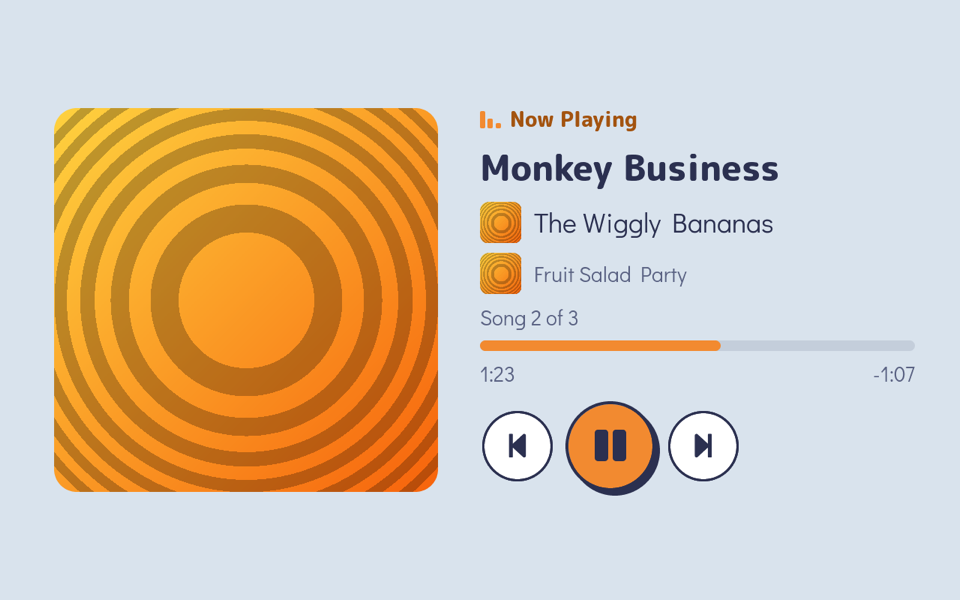 Now Playing
Monkey Business
The Wiggly Bananas
Fruit Salad Party
Song 2 of 3
1:23
-1:07